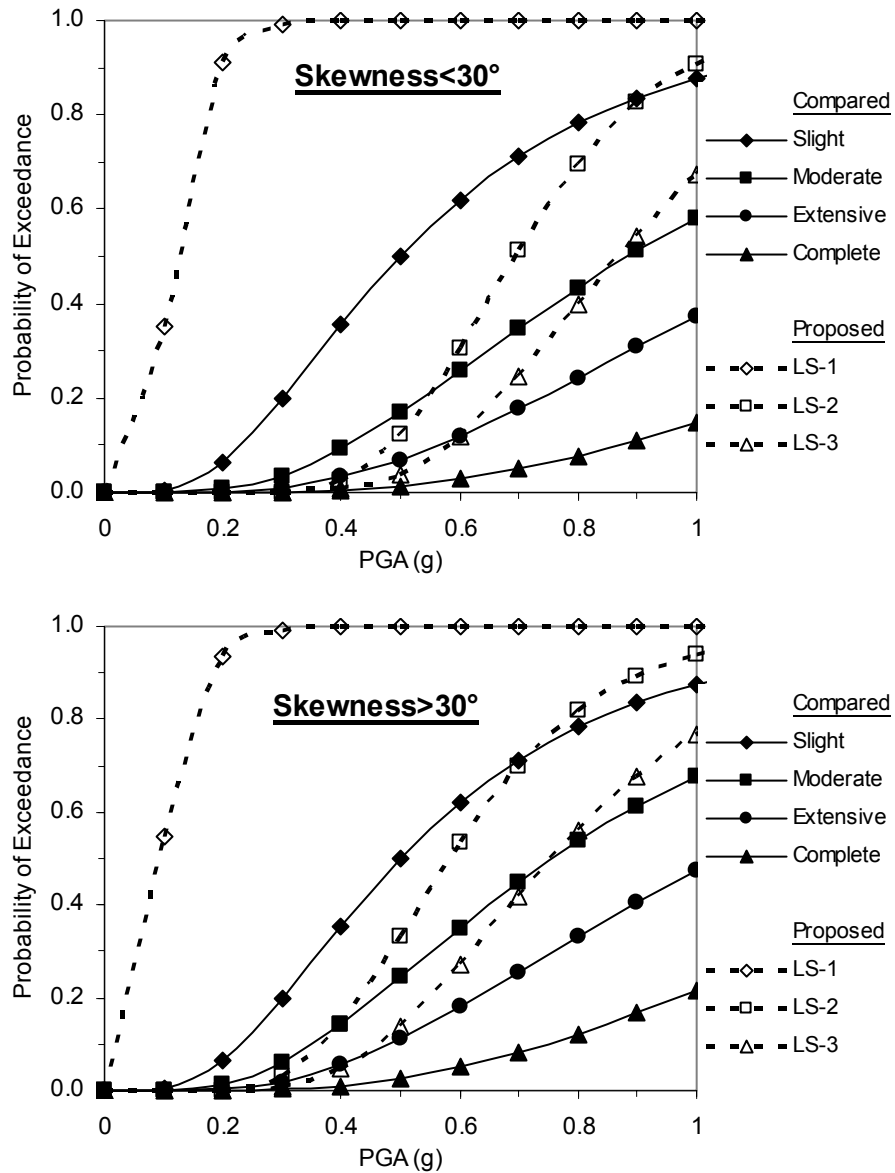 1.0
0.8
0.6
0.4
0.2
0.0
Probability of Exceedance
Skewness<30°
0 0.2 0.4 0.6 0.8 1
PGA (g)
Compared
Slight
Moderate
Extensive
Complete
Proposed
LS-1
LS-2
LS-3
1.0
0.8
0.6
0.4
0.2
0.0
Probability of Exceedance
Skewness>30°
0 0.2 0.4 0.6 0.8 1
PGA (g)
Compared
Slight
Moderate
Extensive
Complete
Proposed
LS-1
LS-2
LS-3